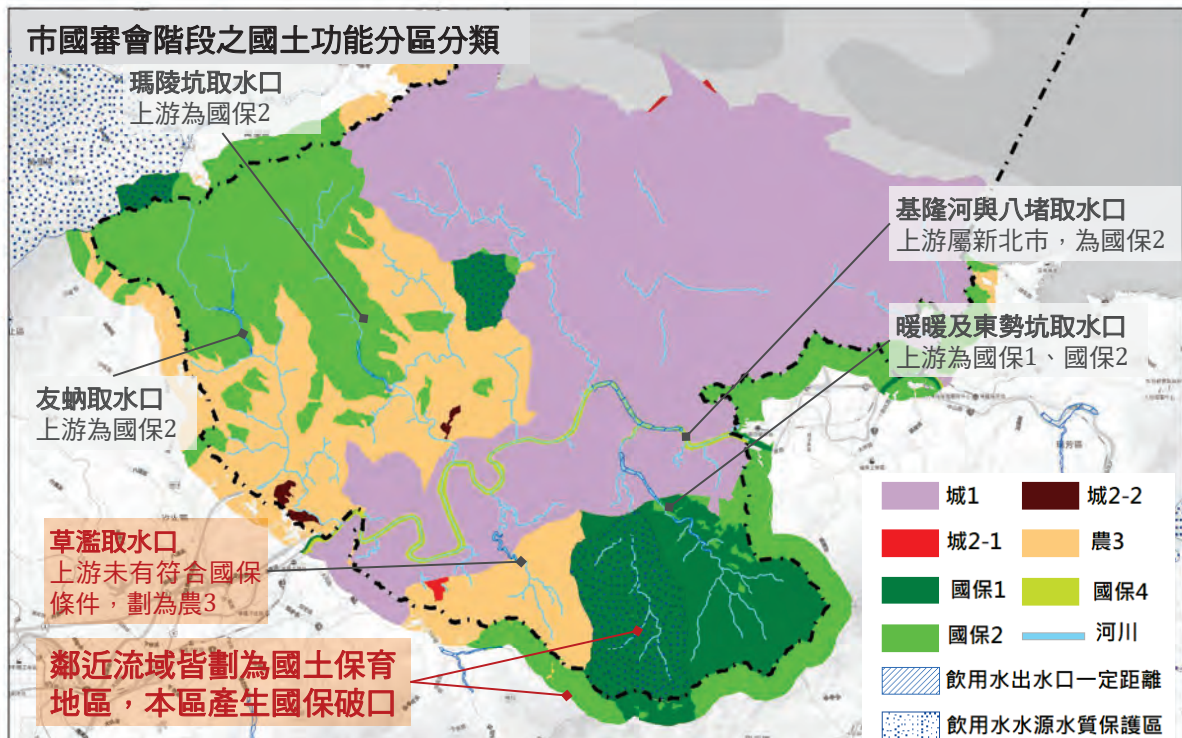 市國審會階段之國土功能分區分類
瑪陵坑取水口
上游為國保2
基隆河與八堵取水口
上游屬新北市，為國保2
暖暖及東勢坑取水口
上游為國保1、國保2
友蚋取水口
上游為國保2
草濫取水口
上游未有符合國保
條件，劃為農3
鄰近流域皆劃為國土保育
地區，本區產生國保破口
城1
城2-2
城2-1
農3
國保1
國保4
國保2
河川
飲用水出水口一定距離
飲用水水源水質保護區
瑞芳區